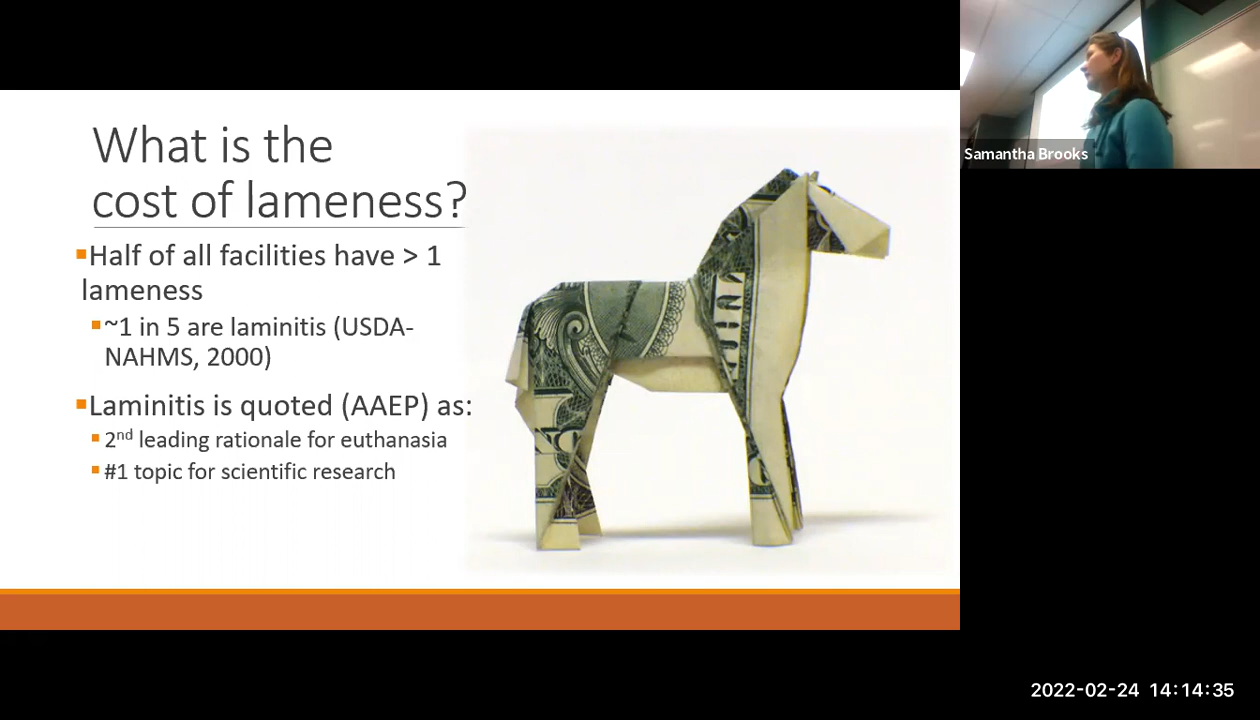 What is the
cost of lameness?
▪Half of all facilities have > 1
lameness
▪~1 in 5 are laminitis (USDA-
NAHMS, 2000)
▪Laminitis is quoted (AAEP) as:
▪2nd leading rationale for euthanasia
▪#1 topic for scientific research
Samantha Brooks
2022-02-24 14:14:35